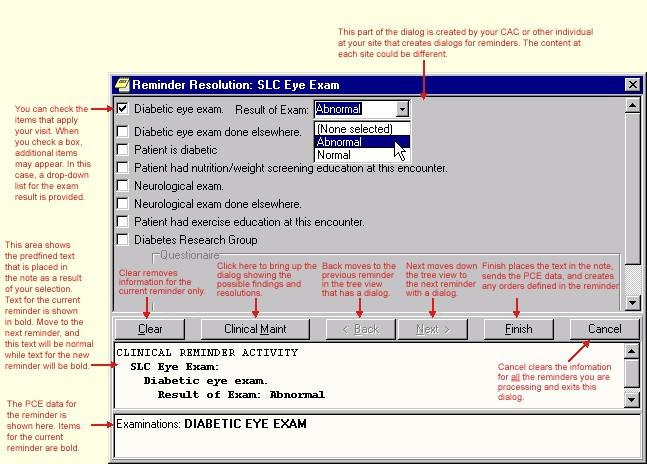 This part of the dialog is created by your CAC or other individual
at your site that creates dialogs for reminders. The content at
each site could be different.
Reminder Resolution: SLC Eye Exam
You can check the
items that apply
your visit. When
you check a box,
additional items
may appear. In this
case, a drop-down
list for the exam
result is provided.
Diabetic eye exam. Result of Exam: Abnormal
(None selected)
Abnormal
Normal
Diabetic eye exam done elsewhere.
Patient is diabetic
Patient had nutrition/weight screening education at this encounter.
Neurological exam.
Neurological exam done elsewhere.
Patient had exercise education at this encounter.
Diabetes Research Group
Questionaire
This area shows
the predfined text
that is placed in
the note as a result
of your selection.
Text for the current
reminder is shown
in bold. Move to the
next reminder, and
this text will be normal
while text for the new
reminder will be bold.
Clear removes
information for the
current reminder only.
Click here to bring up the
dialog showing the
possible findings and
resolutions.
Back moves to the
previous reminder
in the tree view
that has a dialog.
Next moves down
the tree view to
the next reminder
with a dialog.
Finish places the text in the note,
sends the PCE data, and creates
any orders defined in the reminder
Clear
Clinical Maint
< Back
Next >
Finish
Cancel
CLINICAL REMINDER ACTIVITY
SLC Eye Exam:
Diabetic eye exam.
Result of Exam: Abnormal
Cancel clears the infomation
for all the reminders you are
processing and exits this
dialog.
The PCE data for
the reminder is
shown here. Items
for the current
reminder are bold.
Examinations: DIABETIC EYE EXAM